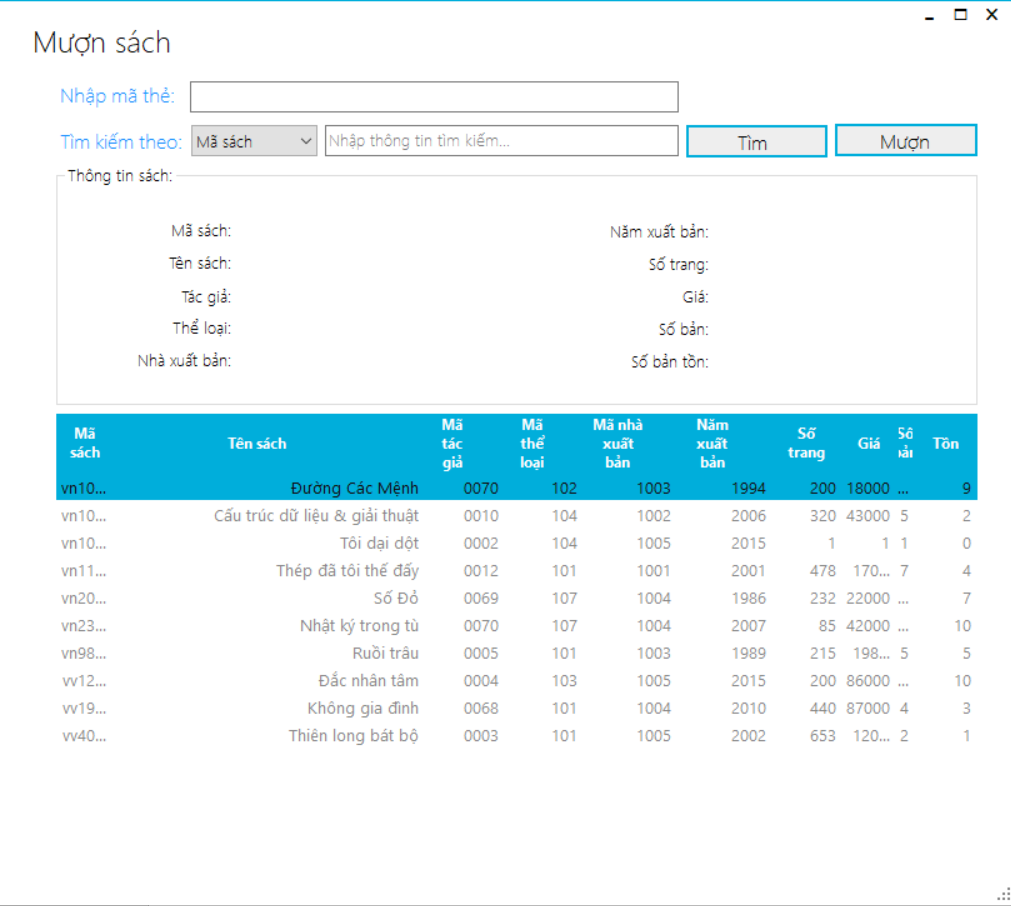 Mượn sách
Nhập mã thẻ:
Tìm kiếm theo: Mã sách Nhập thông tin tìm kiếm... Tìm Mượn
Thông tin sách:
Mã sách: Năm xuất bản:
Tên sách: Số trang:
Tác giả: Giá:
Thể loại: Số bản:
Nhà xuất bản: Số bản tồn:
Mã sách Tên sách Mã tác giả Mã thể loại Mã nhà xuất bản Năm xuất bản Số trang Giá Số Tồn
vn10... Đường Các Mệnh 0070 102 1003 1994 200 18000 ... 9
vn10... Cấu trúc dữ liệu & giải thuật 0010 104 1002 2006 320 43000 5 2
vn10... Tôi dại dột 0002 104 1005 2015 1 1 1 0
vn11... Thép đã tôi thế đấy 0012 101 1001 2001 478 170... 7 4
vn20... Số Đỏ 0069 107 1004 1986 232 22000 ... 7
vn23... Nhật ký trong tù 0070 107 1004 2007 85 42000 ... 10
vn98... Ruồi trâu 0005 101 1003 1989 215 198... 5 5
vv12... Đắc nhân tâm 0004 103 1005 2015 200 86000 ... 10
vv19... Không gia đình 0068 101 1004 2010 440 87000 4 3
vv40... Thiên long bát bộ 0003 101 1005 2002 653 120... 2 1